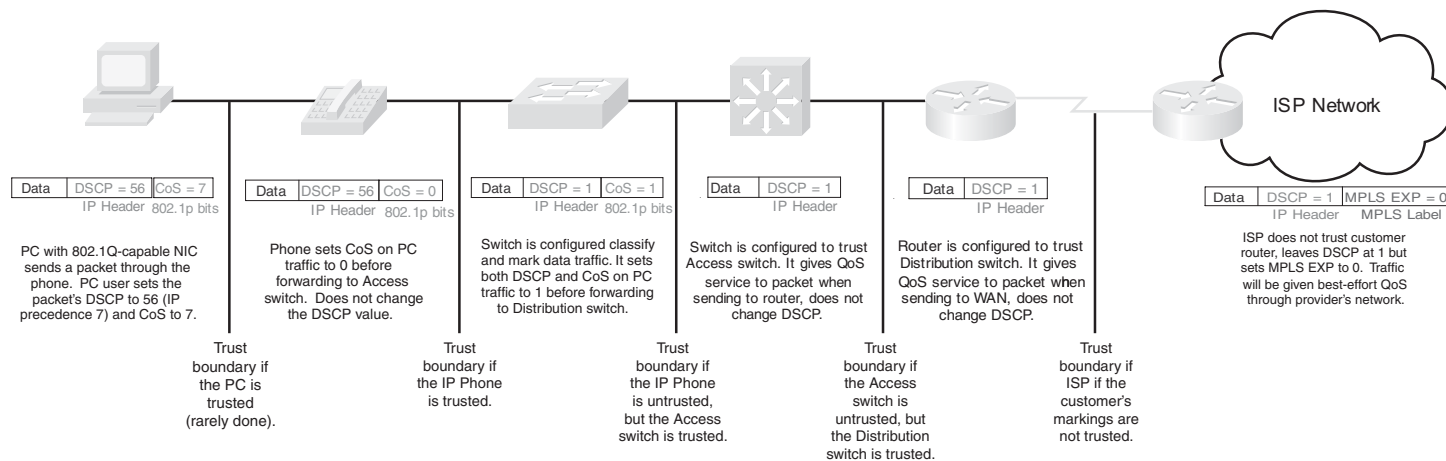 ISP Network
Data DSCP = 56 CoS = 7
IP Header 802.1p bits
PC with 802.1Q-capable NIC
sends a packet through the
phone. PC user sets the
packet's DSCP to 56 (IP
precedence 7) and CoS to 7.
Data DSCP = 56 CoS = 0
IP Header 802.1p bits
Phone sets CoS on PC
traffic to 0 before
forwarding to Access
switch. Does not change
the DSCP value.
Data DSCP = 1 CoS = 1
IP Header 802.1p bits
Switch is configured classify
and mark data traffic. It sets
both DSCP and CoS on PC
traffic to 1 before forwarding
to Distribution switch.
Data DSCP = 1
IP Header
Switch is configured to trust
Access switch. It gives QoS
service to packet when
sending to router, does not
change DSCP.
Data DSCP = 1
IP Header
Router is configured to trust
Distribution switch. It gives
QoS service to packet when
sending to WAN, does not
change DSCP.
Data DSCP = 1 MPLS EXP = 0
IP Header MPLS Label
ISP does not trust customer
router, leaves DSCP at 1 but
sets MPLS EXP to 0. Traffic
will be given best-effort QoS
through provider's network.
Trust
boundary if
the PC is
trusted
(rarely done).
Trust
boundary if
the IP Phone
is trusted.
Trust
boundary if
the IP Phone
is untrusted,
but the Access
switch is trusted.
Trust
boundary if
the Access
switch is
untrusted, but
the Distribution
switch is trusted.
Trust
boundary if
ISP if the
customer's
markings are
not trusted.